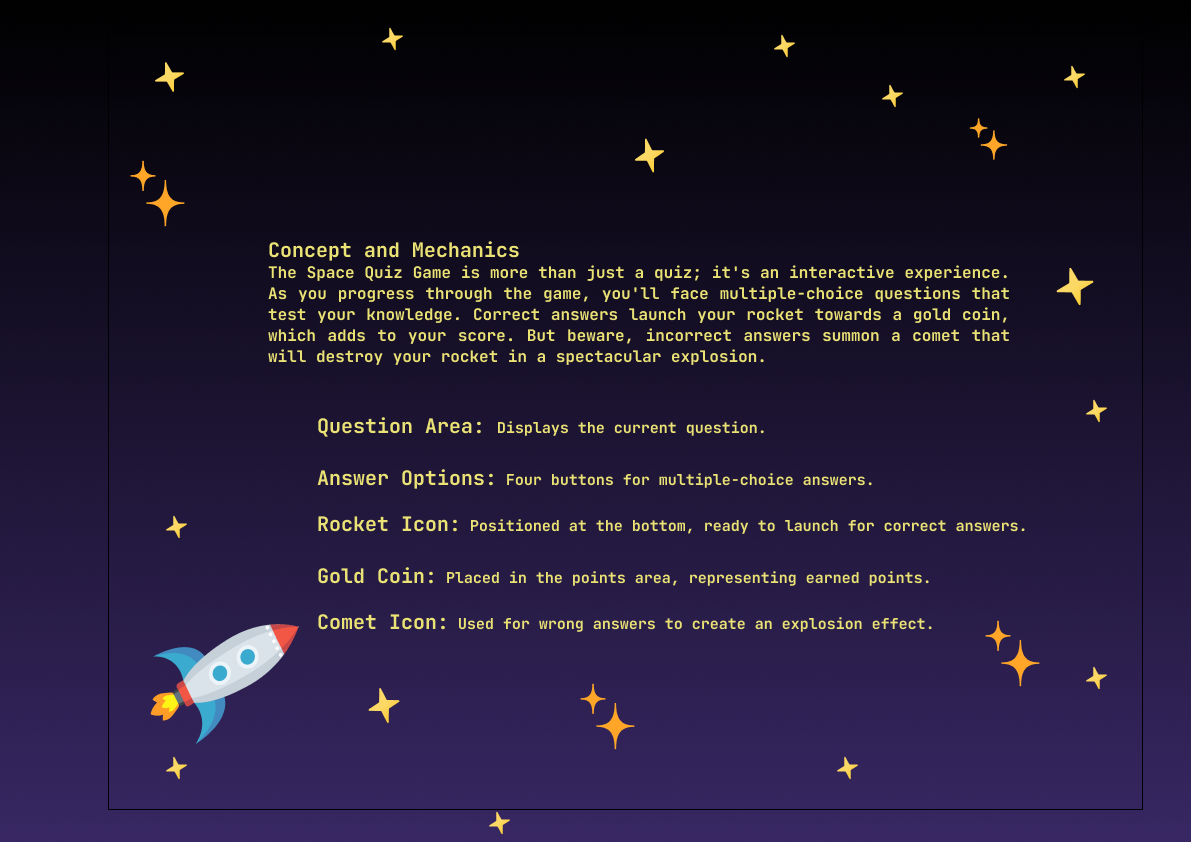 Concept and Mechanics
The Space Quiz Game is more than just a quiz; it's an interactive experience.
As you progress through the game, you'll face multiple-choice questions that
test your knowledge. Correct answers launch your rocket towards a gold coin,
which adds to your score. But beware, incorrect answers summon a comet that
will destroy your rocket in a spectacular explosion.
Question Area: Displays the current question.
Answer Options: Four buttons for multiple-choice answers.
Rocket Icon: Positioned at the bottom, ready to launch for correct answers.
Gold Coin: Placed in the points area, representing earned points.
Comet Icon: Used for wrong answers to create an explosion effect.